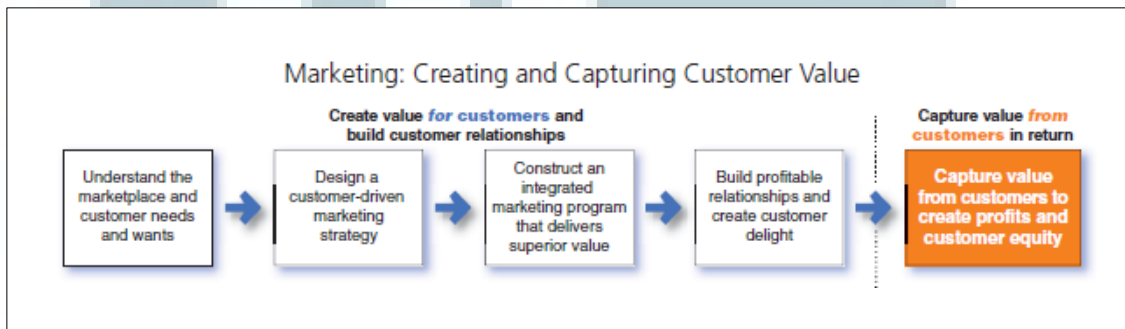 Marketing: Creating and Capturing Customer Value
Create value for customers and
build customer relationships
Capture value from
customers in return
Understand the
marketplace and
customer needs
and wants
Design a
customer-driven
marketing
strategy
Construct an
integrated
marketing program
that delivers
superior value
Build profitable
relationships and
create customer
delight
Capture value
from customers to
create profits and
customer equity